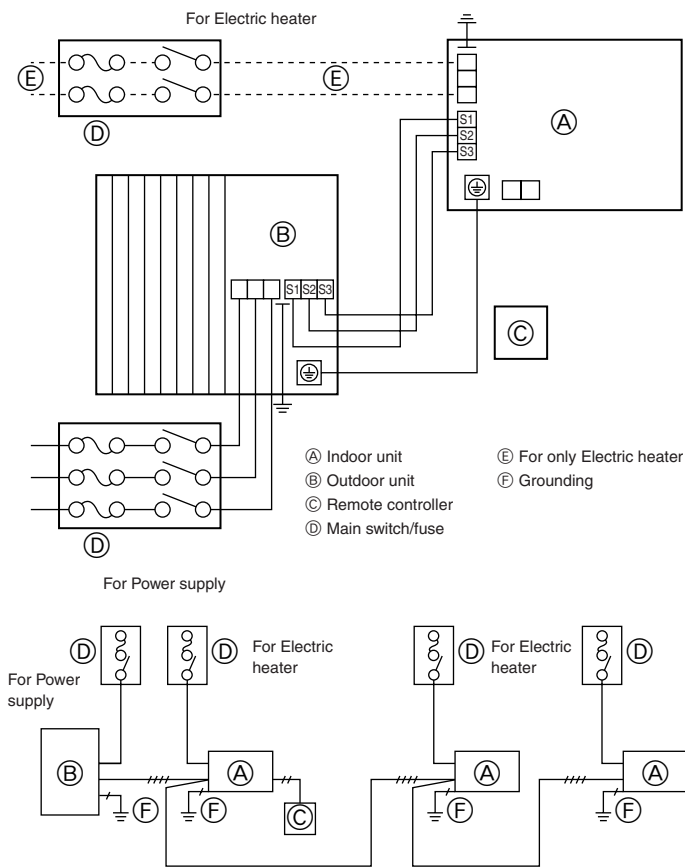 For Electric heater
Ⓔ
Ⓔ
Ⓓ
Ⓐ
S1
S2
S3
Ⓑ
S1 S2 S3
Ⓒ
Ⓓ
Ⓐ Indoor unit
Ⓑ Outdoor unit
Ⓒ Remote controller
Ⓓ Main switch/fuse
Ⓔ For only Electric heater
Ⓕ Grounding
For Power supply
Ⓓ
Ⓓ
For Electric
heater
Ⓓ
For Electric
heater
Ⓓ
For Power
supply
Ⓑ
Ⓐ
Ⓐ
Ⓐ
Ⓕ
Ⓕ
Ⓒ
Ⓕ
Ⓕ